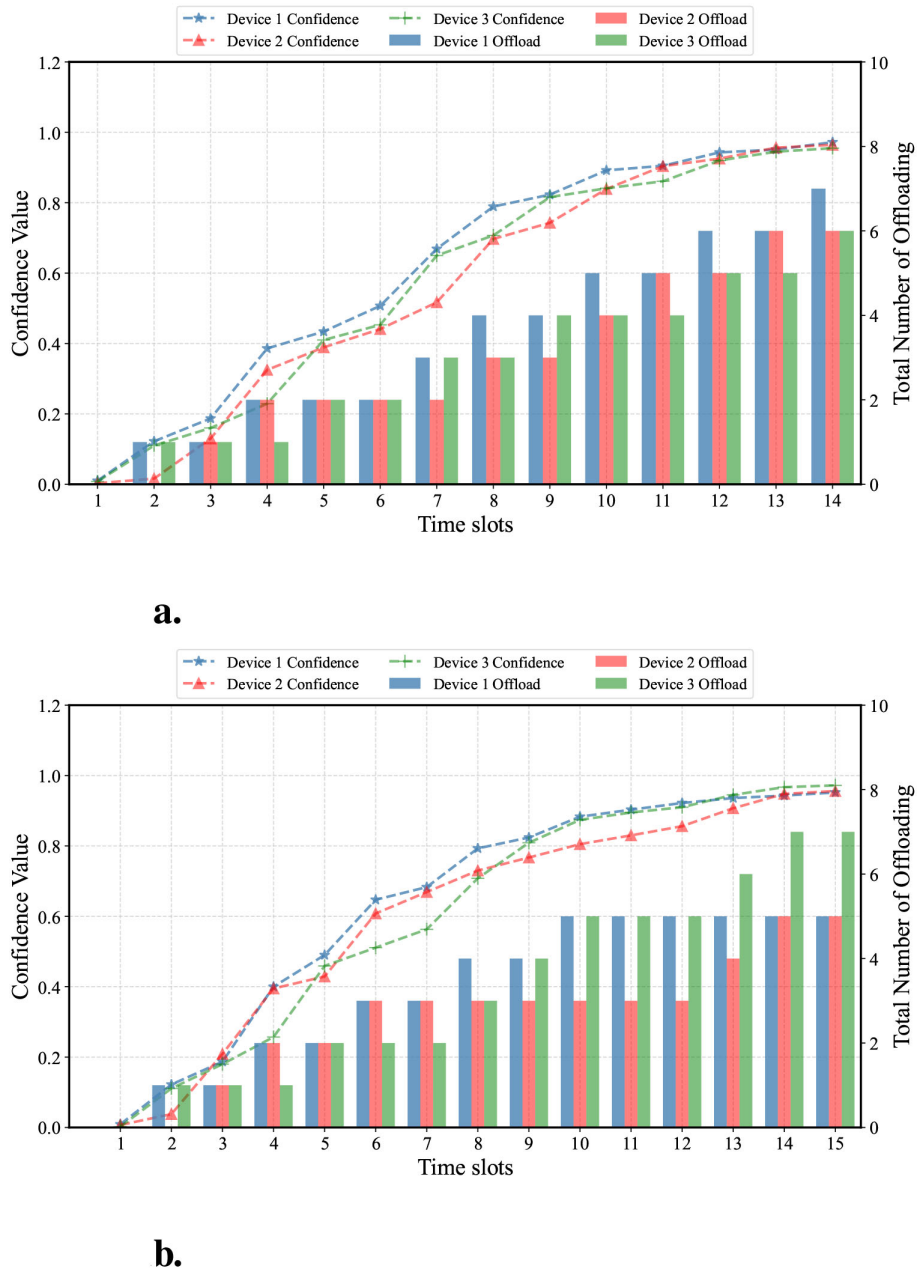 Device 1 Confidence Device 3 Confidence Device 2 Offload
Device 2 Confidence Device 1 Offload Device 3 Offload
1.2 10
1.0
8
0.8
6
0.6
4
0.4
2
0.2
0.0 0
Confidence Value
Total Number of Offloading
1 2 3 4 5 6 7 8 9 10 11 12 13 14
Time slots
a.
Device 1 Confidence Device 3 Confidence Device 2 Offload
Device 2 Confidence Device 1 Offload Device 3 Offload
1.2 10
1.0
8
0.8
6
0.6
4
0.4
2
0.2
0.0 0
Confidence Value
Total Number of Offloading
1 2 3 4 5 6 7 8 9 10 11 12 13 14 15
Time slots
b.